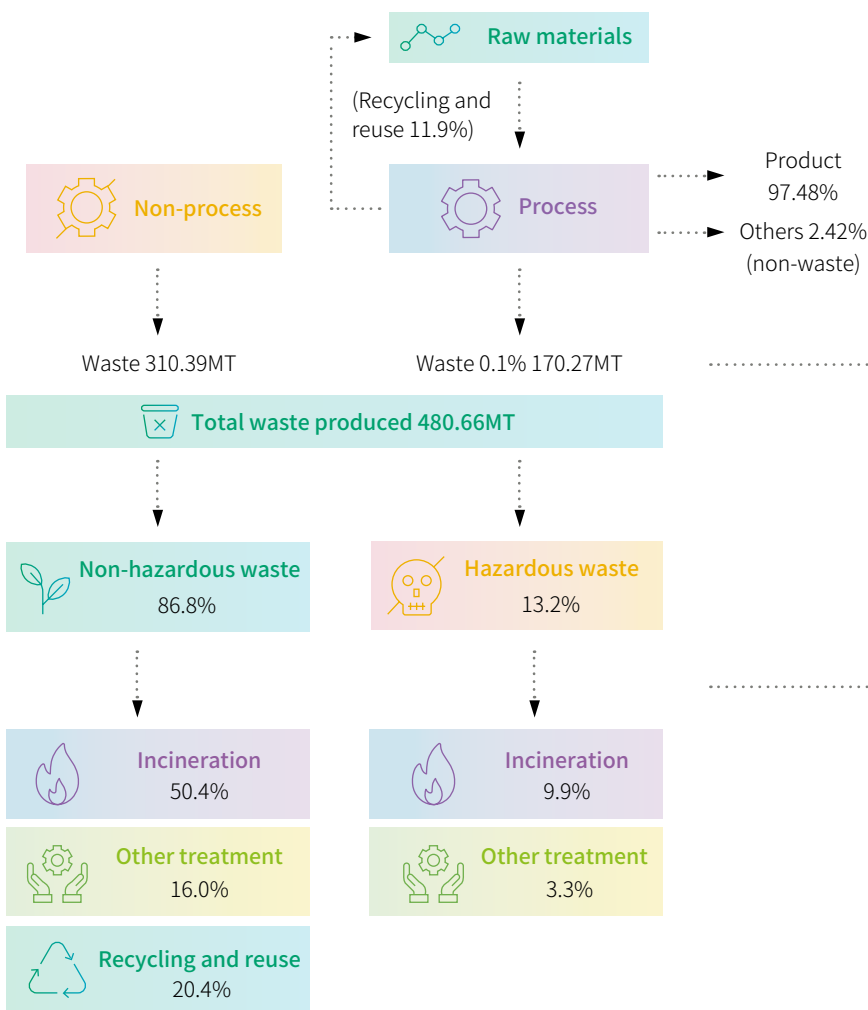 Raw materials
(Recycling and
reuse 11.9%)
Non-process
Process
Product
97.48%
Others 2.42%
(non-waste)
Waste 310.39MT
Waste 0.1% 170.27MT
Total waste produced 480.66MT
Non-hazardous waste
86.8%
Hazardous waste
13.2%
Incineration
50.4%
Incineration
9.9%
Other treatment
16.0%
Other treatment
3.3%
Recycling and reuse
20.4%